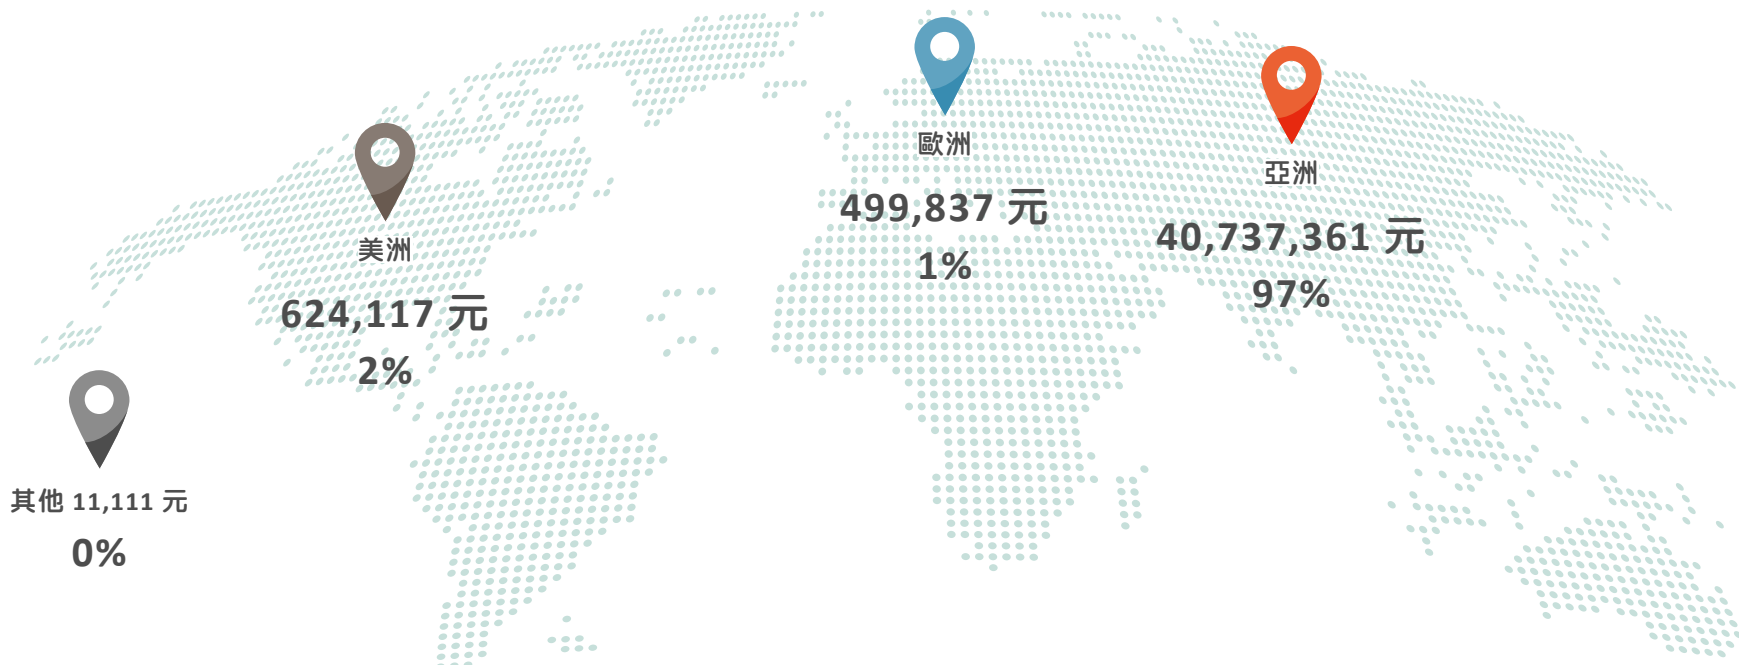 歐洲
499,837 元
1%
亞洲
40,737,361 元
97%
美洲
624,117 元
2%
其他 11,111 元
0%